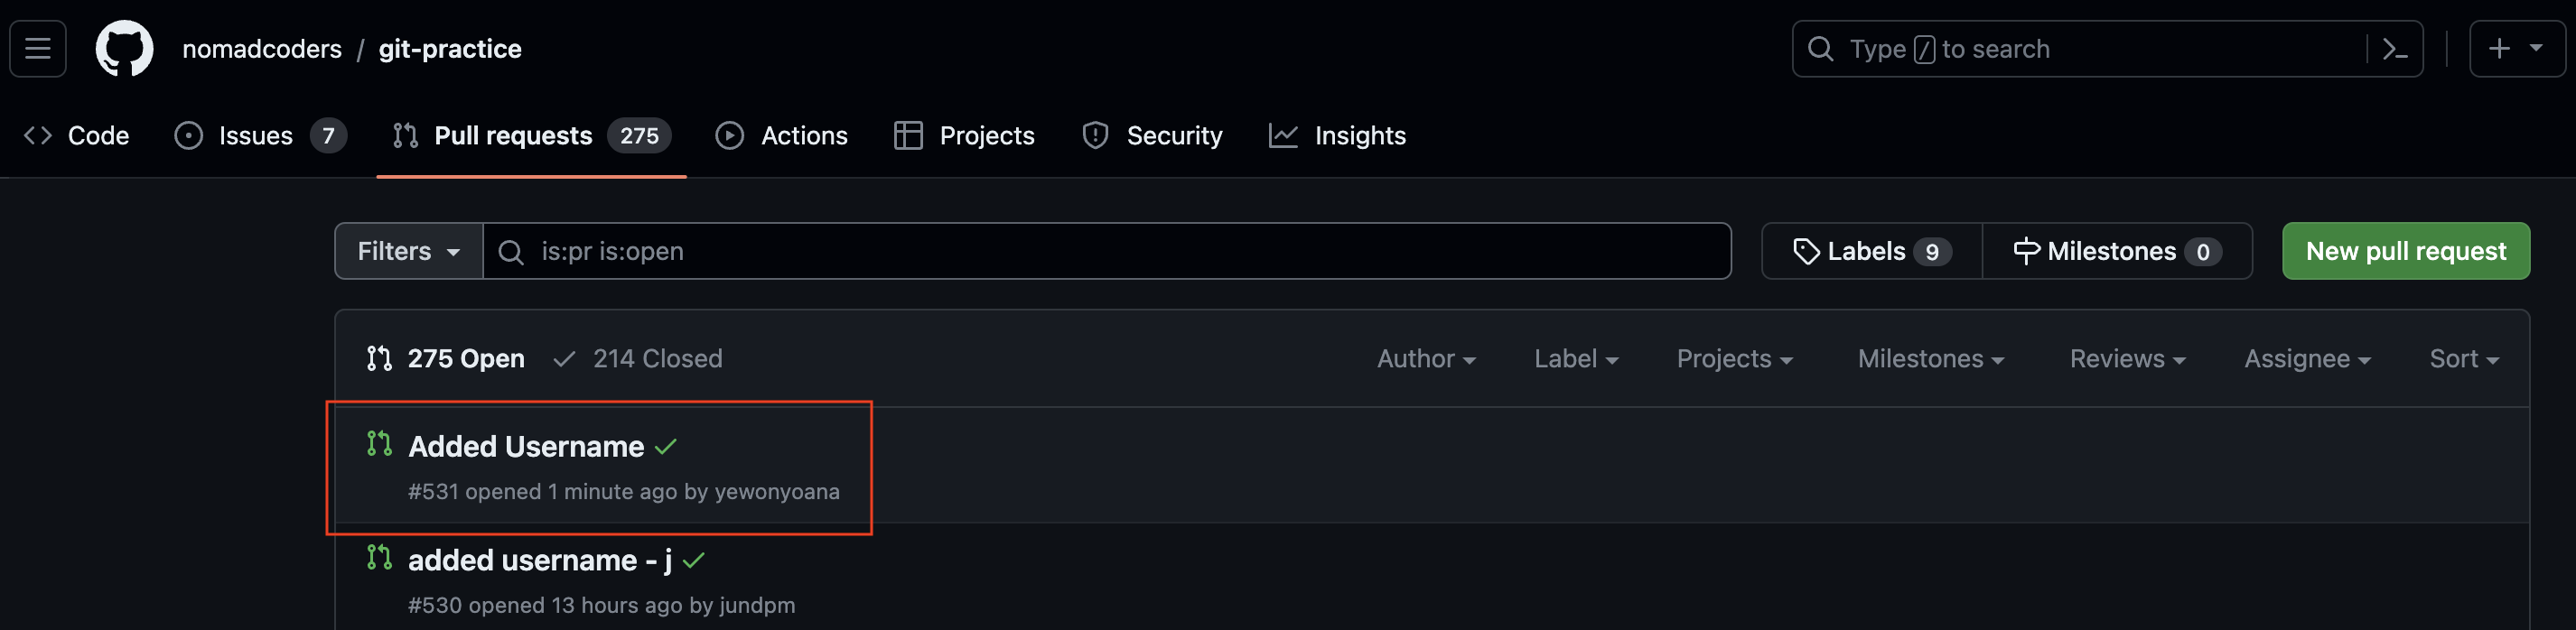 nomadcoders / git-practice
Type / to search
Code
Issues 7
Pull requests 275
Actions
Projects
Security
Insights
Filters
is:pr is:open
Labels 9
Milestones 0
New pull request
275 Open
214 Closed
Author
Label
Projects
Milestones
Reviews
Assignee
Sort
Added Username
#531 opened 1 minute ago by yewonyoana
added username - j
#530 opened 13 hours ago by jundpm